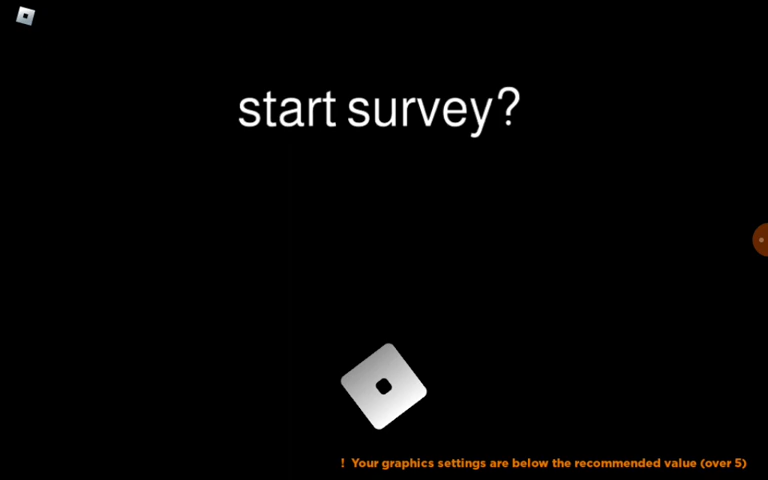 start survey?
! Your graphics settings are below the recommended value (over 5)